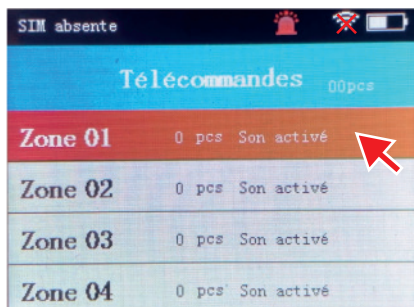 SIM absente
Télécommandes 00pcs
Zone 01 0 pcs Son activé
Zone 02 0 pcs Son activé
Zone 03 0 pcs Son activé
Zone 04 0 pcs Son activé